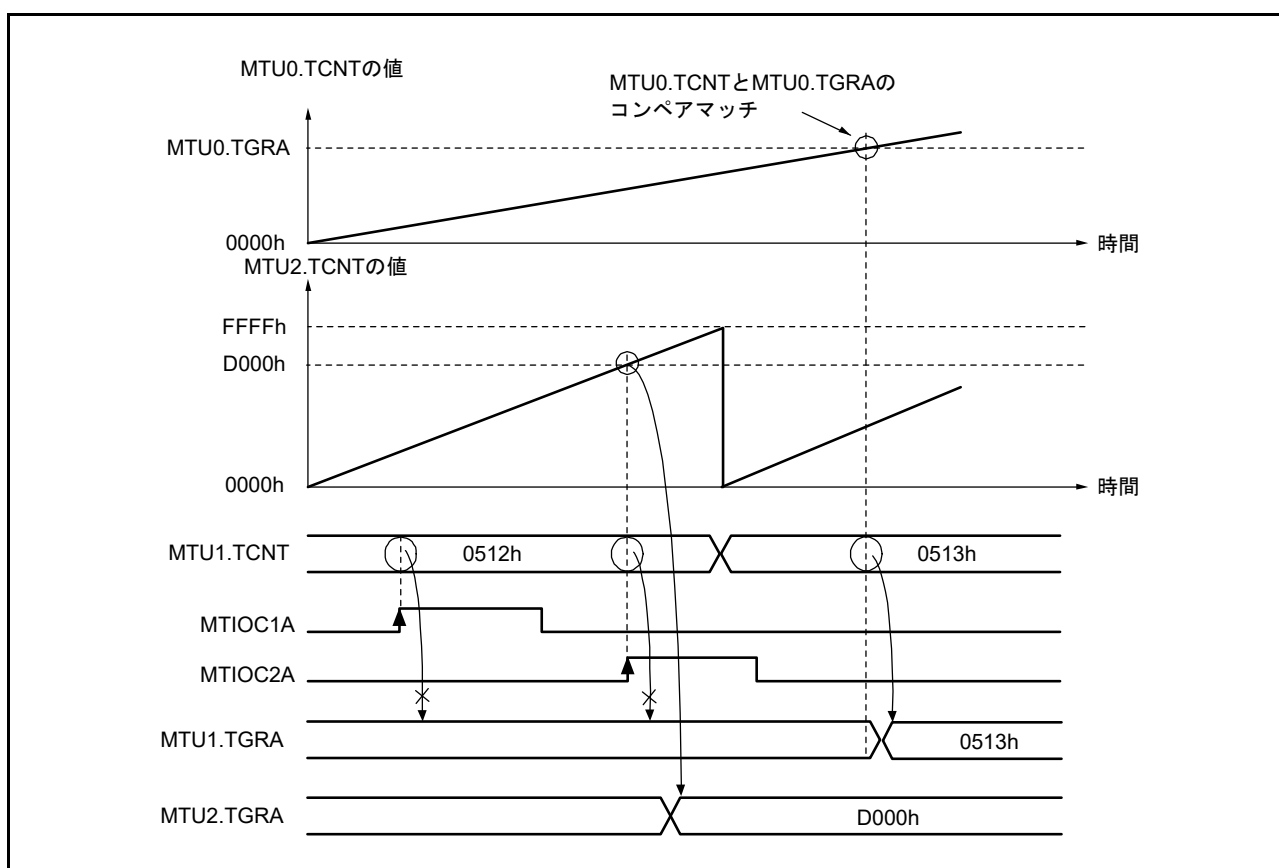 MTU0.TCNTの値
MTU0.TCNTとMTU0.TGRAの
コンペアマッチ
MTU0.TGRA
0000h
時間
MTU2.TCNTの値
FFFFh
D000h
0000h
時間
MTU1.TCNT
0512h
0513h
MTIOC1A
MTIOC2A
MTU1.TGRA
0513h
MTU2.TGRA
D000h